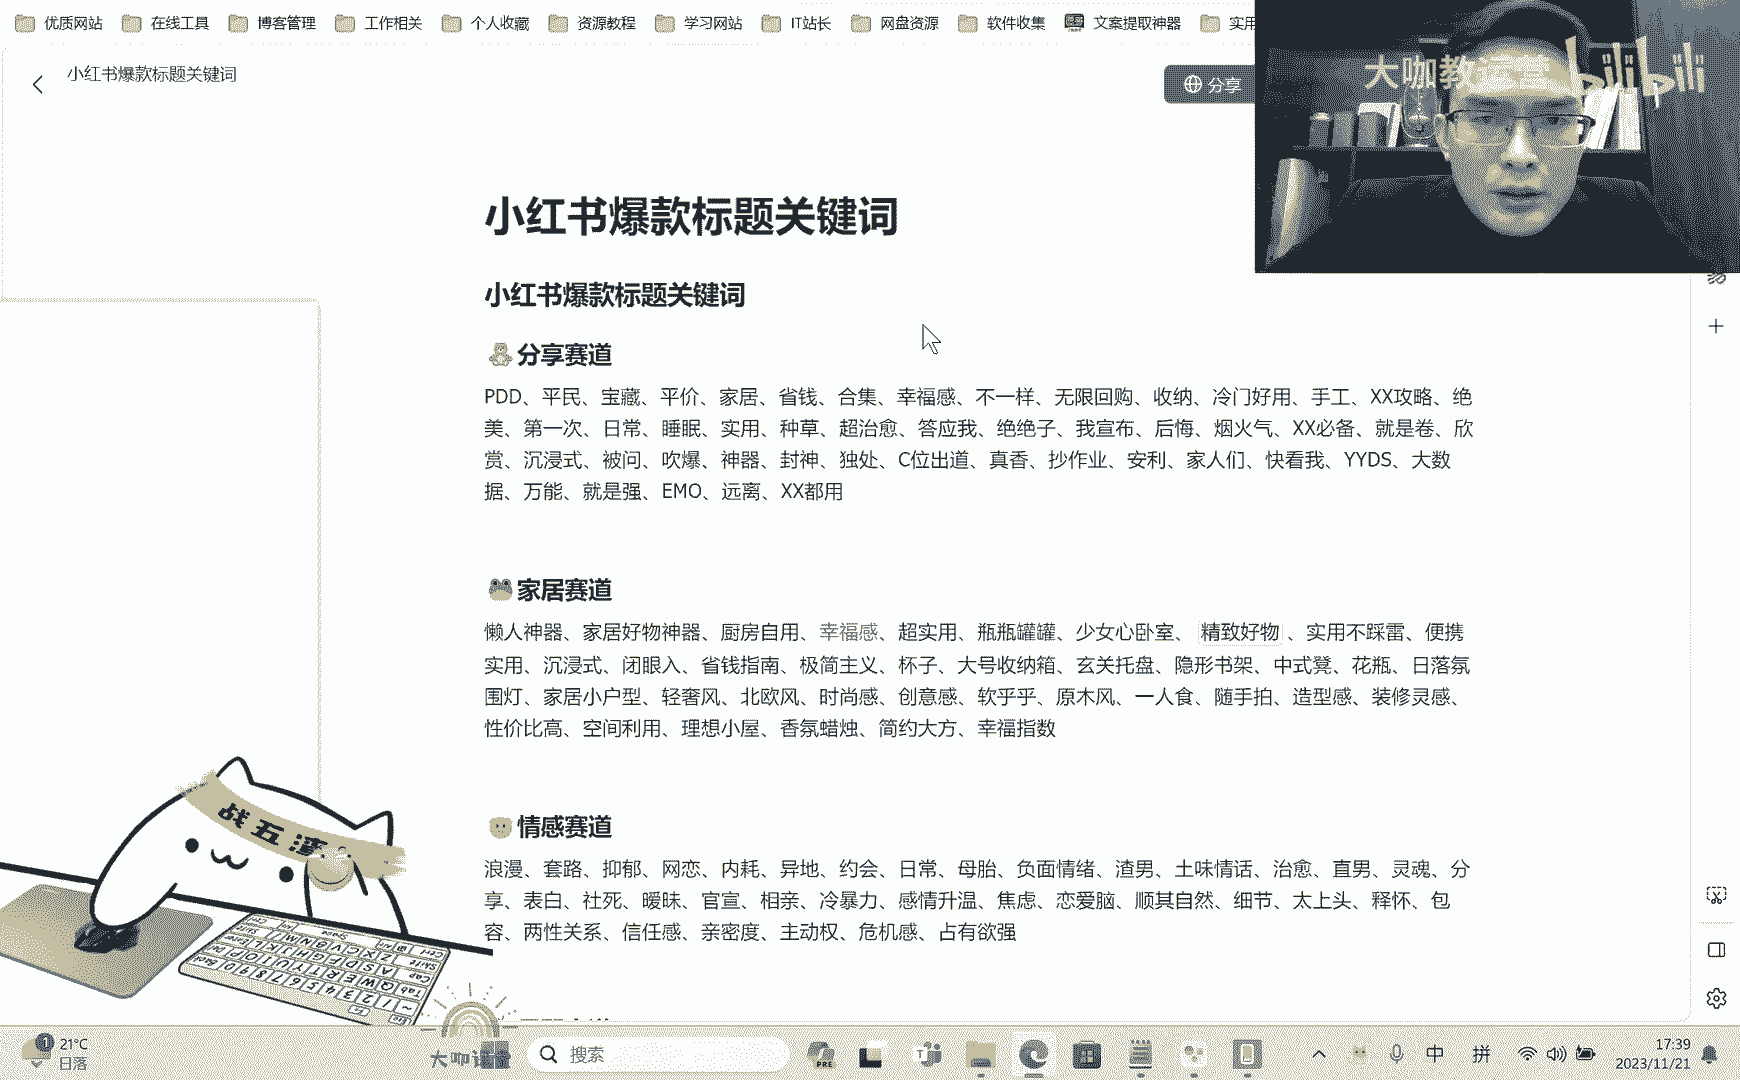 优质网站 在线工具 博客管理 工作相关 个人收藏 资源教程 学习网站 IT站长 网盘资源 软件收集 文案提取神器 实用
小红书爆款标题关键词
分享
大咖教运营 bilibili
小红书爆款标题关键词
小红书爆款标题关键词
分享赛道
PDD、平民、宝藏、平价、家居、省钱、合集、幸福感、不一样、无限回购、收纳、冷门好用、手工、XX攻略、绝
美、第一次、日常、睡眠、实用、种草、超治愈、答应我、绝绝子、我宣布、后悔、烟火气、XX必备、就是卷、欣
赏、沉浸式、被问、吹爆、神器、封神、独处、C位出道、真香、抄作业、安利、家人们、快看我、YYDS、大数
据、万能、就是强、EMO、远离、XX都用
家居赛道
懒人神器、家居好物神器、厨房自用、幸福感、超实用、瓶瓶罐罐、少女心卧室、精致好物、实用不踩雷、便携
实用、沉浸式、闭眼入、省钱指南、极简主义、杯子、大号收纳箱、玄关托盘、隐形书架、中式凳、花瓶、日落氛
围灯、家居小户型、轻奢风、北欧风、时尚感、创意感、软乎乎、原木风、一人食、随手拍、造型感、装修灵感、
性价比高、空间利用、理想小屋、香氛蜡烛、简约大方、幸福指数
情感赛道
浪漫、套路、抑郁、网恋、内耗、异地、约会、日常、母胎、负面情绪、渣男、土味情话、治愈、直男、灵魂、分
享、表白、社死、暧昧、官宣、相亲、冷暴力、感情升温、焦虑、恋爱脑、顺其自然、细节、太上头、释怀、包
容、两性关系、信任感、亲密度、主动权、危机感、占有欲强
战五渣
1
21°C
日落
搜索
PRE
中 拼
17:39
2023/11/21